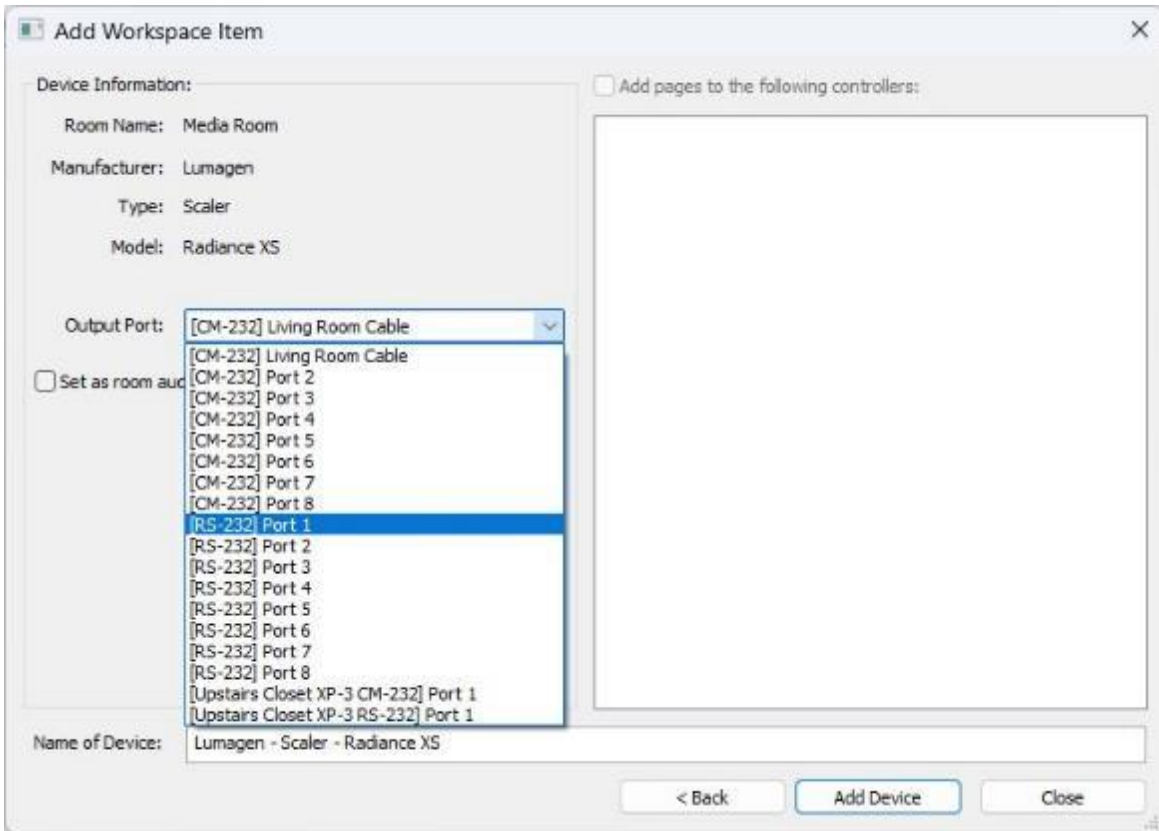 Add Workspace Item
Device Information:
Room Name: Media Room
Manufacturer: Lumagen
Type: Scaler
Model: Radiance XS
Output Port: [CM-232] Living Room Cable
[CM-232] Living Room Cable
Set as room aud
[CM-232] Port 2
[CM-232] Port 3
[CM-232] Port 4
[CM-232] Port 5
[CM-232] Port 6
[CM-232] Port 7
[CM-232] Port 8
[RS-232] Port 1
[RS-232] Port 2
[RS-232] Port 3
[RS-232] Port 4
[RS-232] Port 5
[RS-232] Port 6
[RS-232] Port 7
[RS-232] Port 8
[Upstairs Closet XP-3 CM-232] Port 1
[Upstairs Closet XP-3 RS-232] Port 1
Add pages to the following controllers:
Name of Device: Lumagen - Scaler - Radiance XS
< Back
Add Device
Close